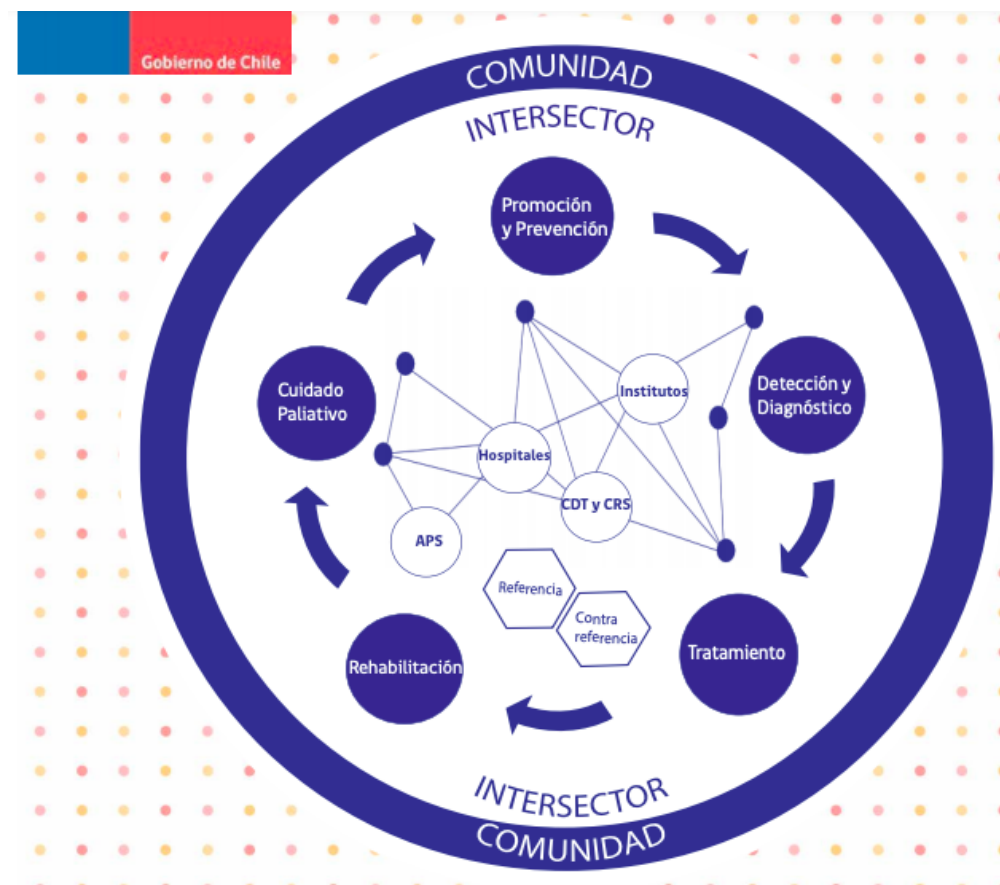 Gobierno de Chile
COMUNIDAD
INTERSECTOR
Promoción
y Prevención
Cuidado
Paliativo
Institutos
Detección y
Diagnóstico
Hospitales
CDT y CRS
APS
Referencia
Contra
referencia
Rehabilitación
Tratamiento
INTERSECTOR
COMUNIDAD